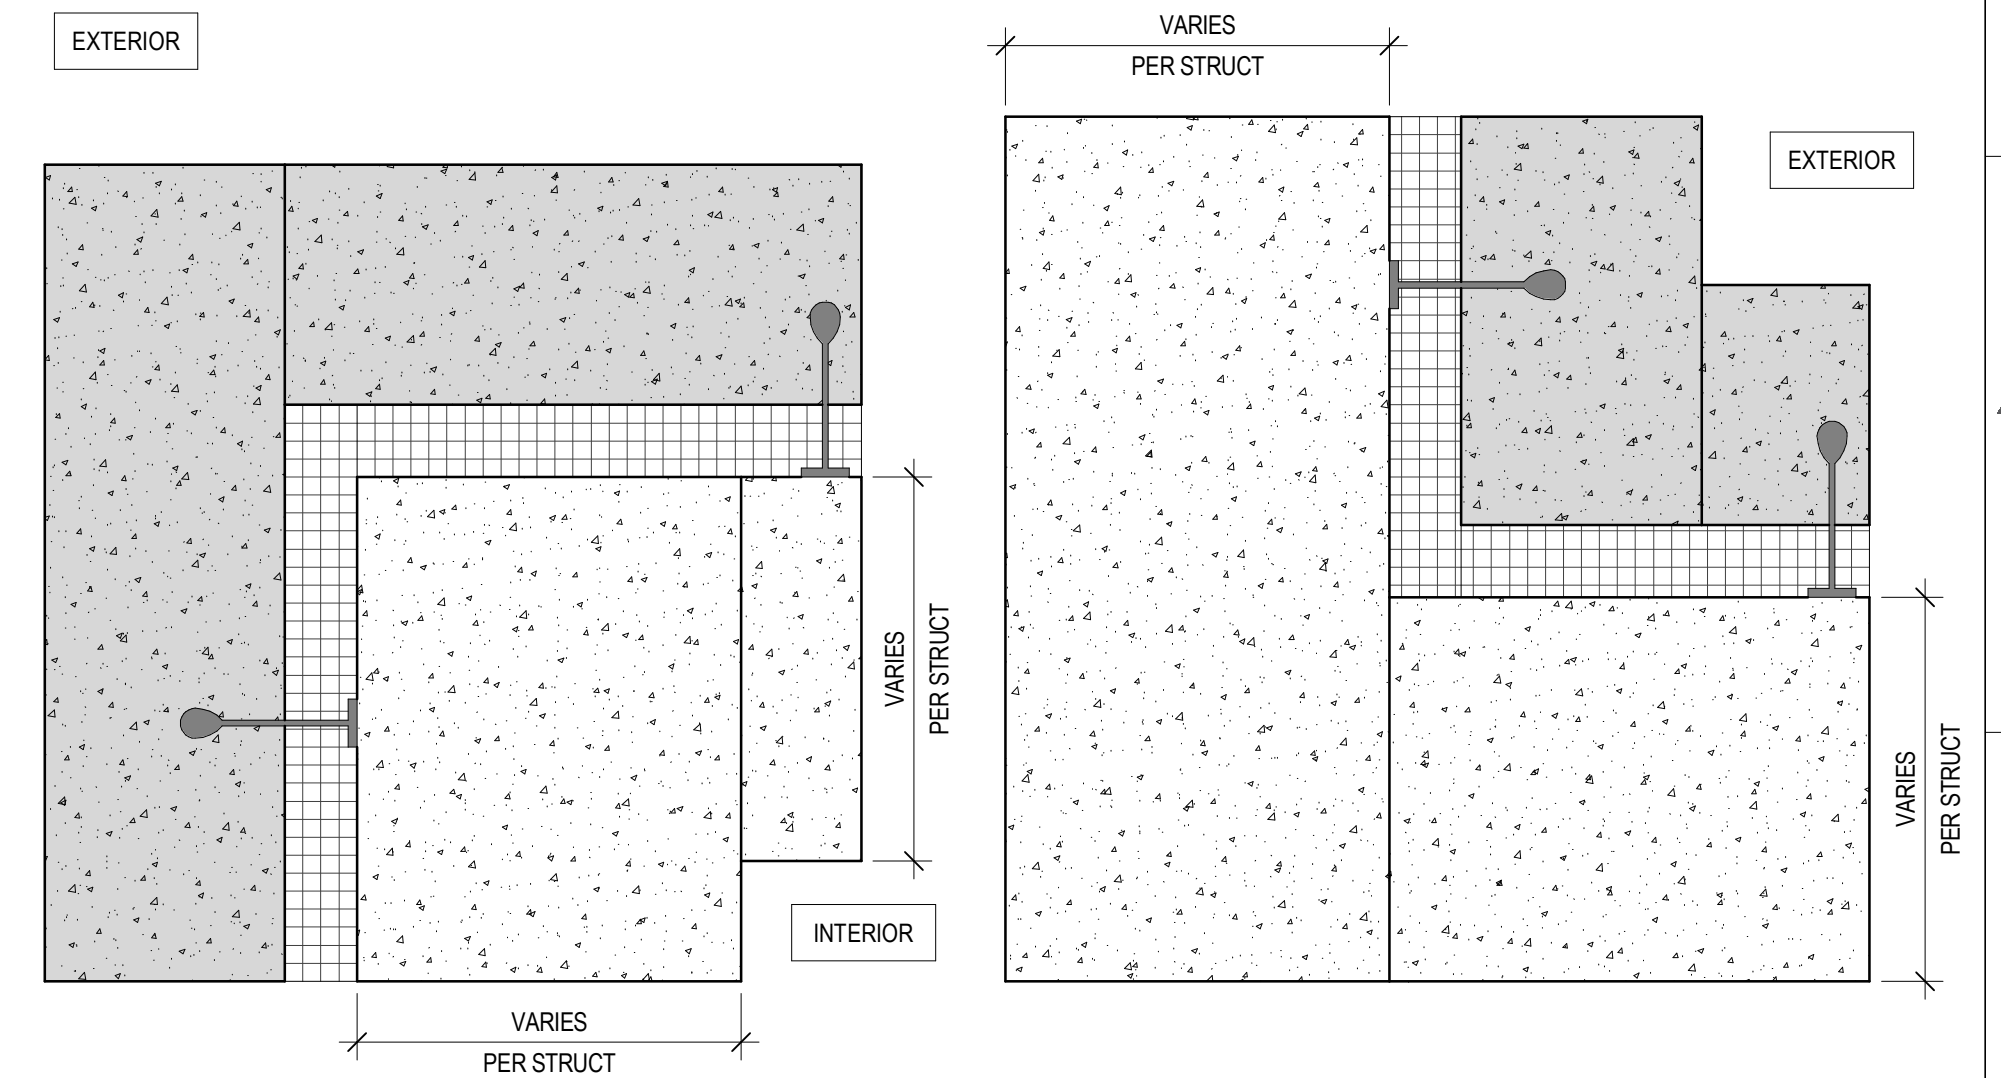 EXTERIOR
VARIES
PER STRUCT
EXTERIOR
VARIES
PER STRUCT
VARIES
PER STRUCT
INTERIOR
VARIES
PER STRUCT